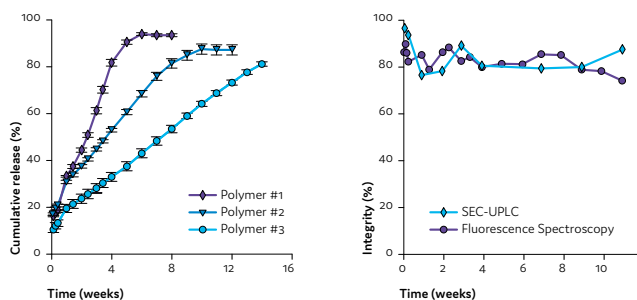 100
80
60
40
20
0
Cumulative release (%)
0
4
8
12
16
Time (weeks)
Polymer #1
Polymer #2
Polymer #3
100
80
60
40
20
0
Integrity (%)
0
2
4
6
8
10
Time (weeks)
SEC-UPLC
Fluorescence Spectroscopy